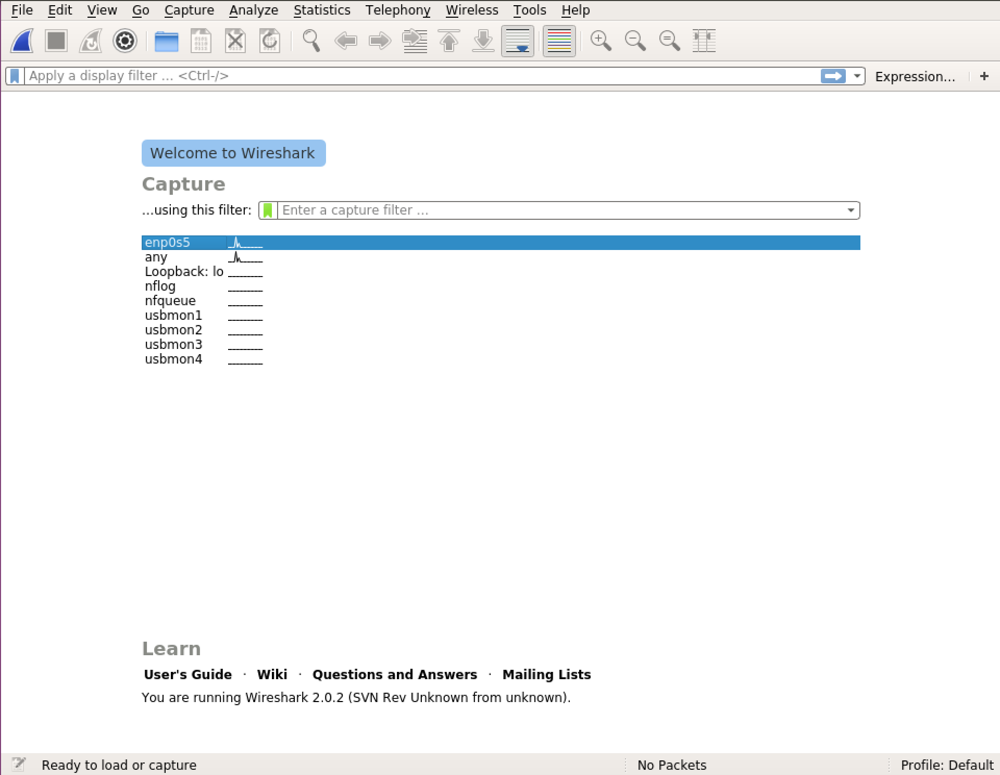 File Edit View Go Capture Analyze Statistics Telephony Wireless Tools Help
Apply a display filter ... <Ctrl-/> Expression... +
Welcome to Wireshark
Capture
...using this filter: Enter a capture filter ...
enp0s5
any
Loopback: lo
nflog
nfqueue
usbmon1
usbmon2
usbmon3
usbmon4
Learn
User's Guide · Wiki · Questions and Answers · Mailing Lists
You are running Wireshark 2.0.2 (SVN Rev Unknown from unknown).
Ready to load or capture No Packets Profile: Default